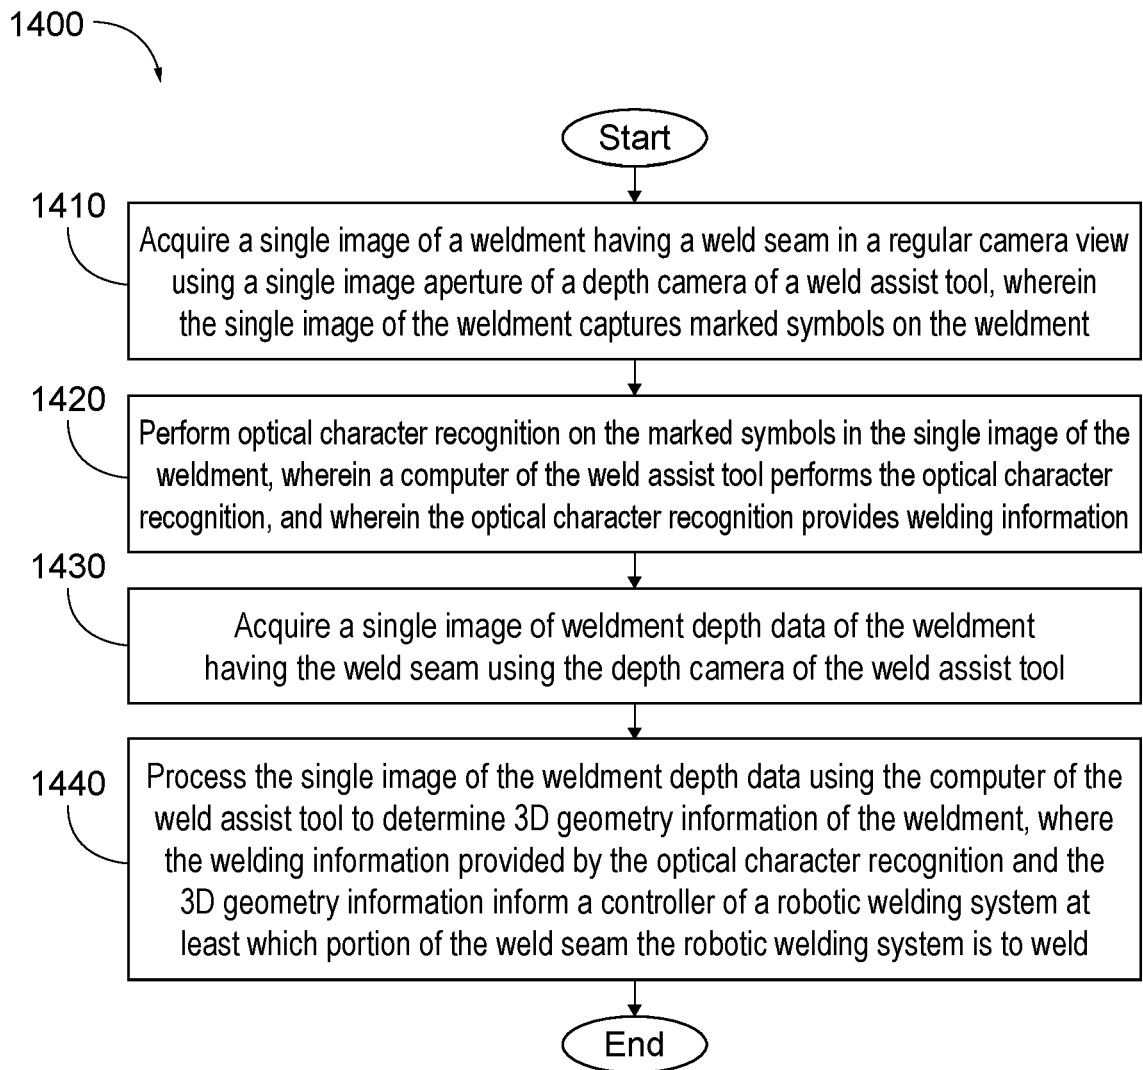 1400
Start
1410
Acquire a single image of a weldment having a weld seam in a regular camera view
using a single image aperture of a depth camera of a weld assist tool, wherein
the single image of the weldment captures marked symbols on the weldment
1420
Perform optical character recognition on the marked symbols in the single image of the
weldment, wherein a computer of the weld assist tool performs the optical character
recognition, and wherein the optical character recognition provides welding information
1430
Acquire a single image of weldment depth data of the weldment
having the weld seam using the depth camera of the weld assist tool
1440
Process the single image of the weldment depth data using the computer of the
weld assist tool to determine 3D geometry information of the weldment, where
the welding information provided by the optical character recognition and the
3D geometry information inform a controller of a robotic welding system at
least which portion of the weld seam the robotic welding system is to weld
End